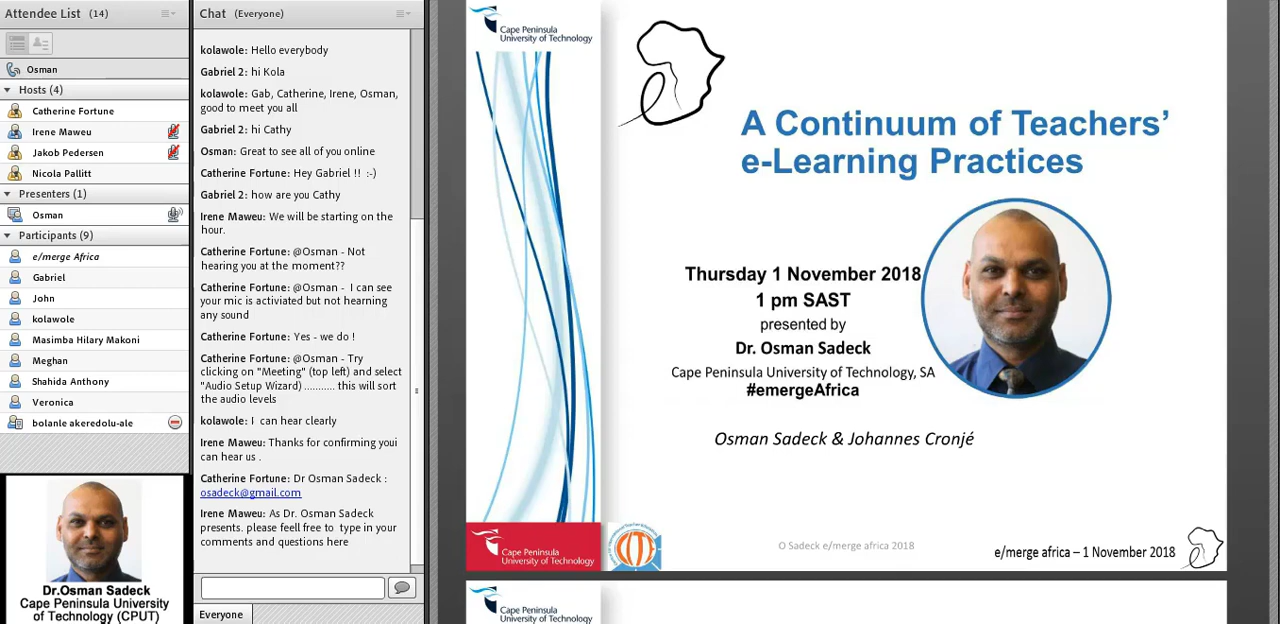 Attendee List (14)
Osman
Hosts (4)
Catherine Fortune
Irene Maweu
Jakob Pedersen
Nicola Pallitt
Presenters (1)
Osman
Participants (9)
e/merge Africa
Gabriel
John
kolawole
Masimba Hilary Makoni
Meghan
Shahida Anthony
Veronica
bolanle akeredolu-ale
Dr.Osman Sadeck
Cape Peninsula University
of Technology (CPUT)
Chat (Everyone)
kolawole: Hello everybody
Gabriel 2: hi Kola
kolawole: Gab, Catherine, Irene, Osman,
good to meet you all
Gabriel 2: hi Cathy
Osman: Great to see all of you online
Catherine Fortune: Hey Gabriel !! :-)
Gabriel 2: how are you Cathy
Irene Maweu: We will be starting on the
hour.
Catherine Fortune: @Osman - Not
hearing you at the moment??
Catherine Fortune: @Osman - I can see
your mic is activiated but not hearning
any sound
Catherine Fortune: Yes - we do !
Catherine Fortune: @Osman - Try
clicking on "Meeting" (top left) and select
"Audio Setup Wizard) ........... this will sort
the audio levels
kolawole: I can hear clearly
Irene Maweu: Thanks for confirming youi
can hear us .
Catherine Fortune: Dr Osman Sadeck :
osadeck@gmail.com
Irene Maweu: As Dr. Osman Sadeck
presents. please feell free to type in your
comments and questions here
Everyone
Cape Peninsula
University of Technology
A Continuum of Teachers’
e-Learning Practices
Thursday 1 November 2018
1 pm SAST
presented by
Dr. Osman Sadeck
Cape Peninsula University of Technology, SA
#emergeAfrica
Osman Sadeck & Johannes Cronjé
Cape Peninsula
University of Technology
O Sadeck e/merge africa 2018
e/merge africa – 1 November 2018
Cape Peninsula
University of Technology